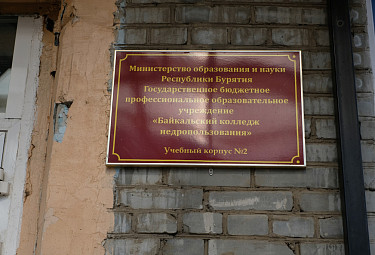 Министерство образования и науки
Республики Бурятия
Государственное бюджетное
профессиональное образовательное
учреждение
«Байкальский колледж
недропользования»
Учебный корпус №2